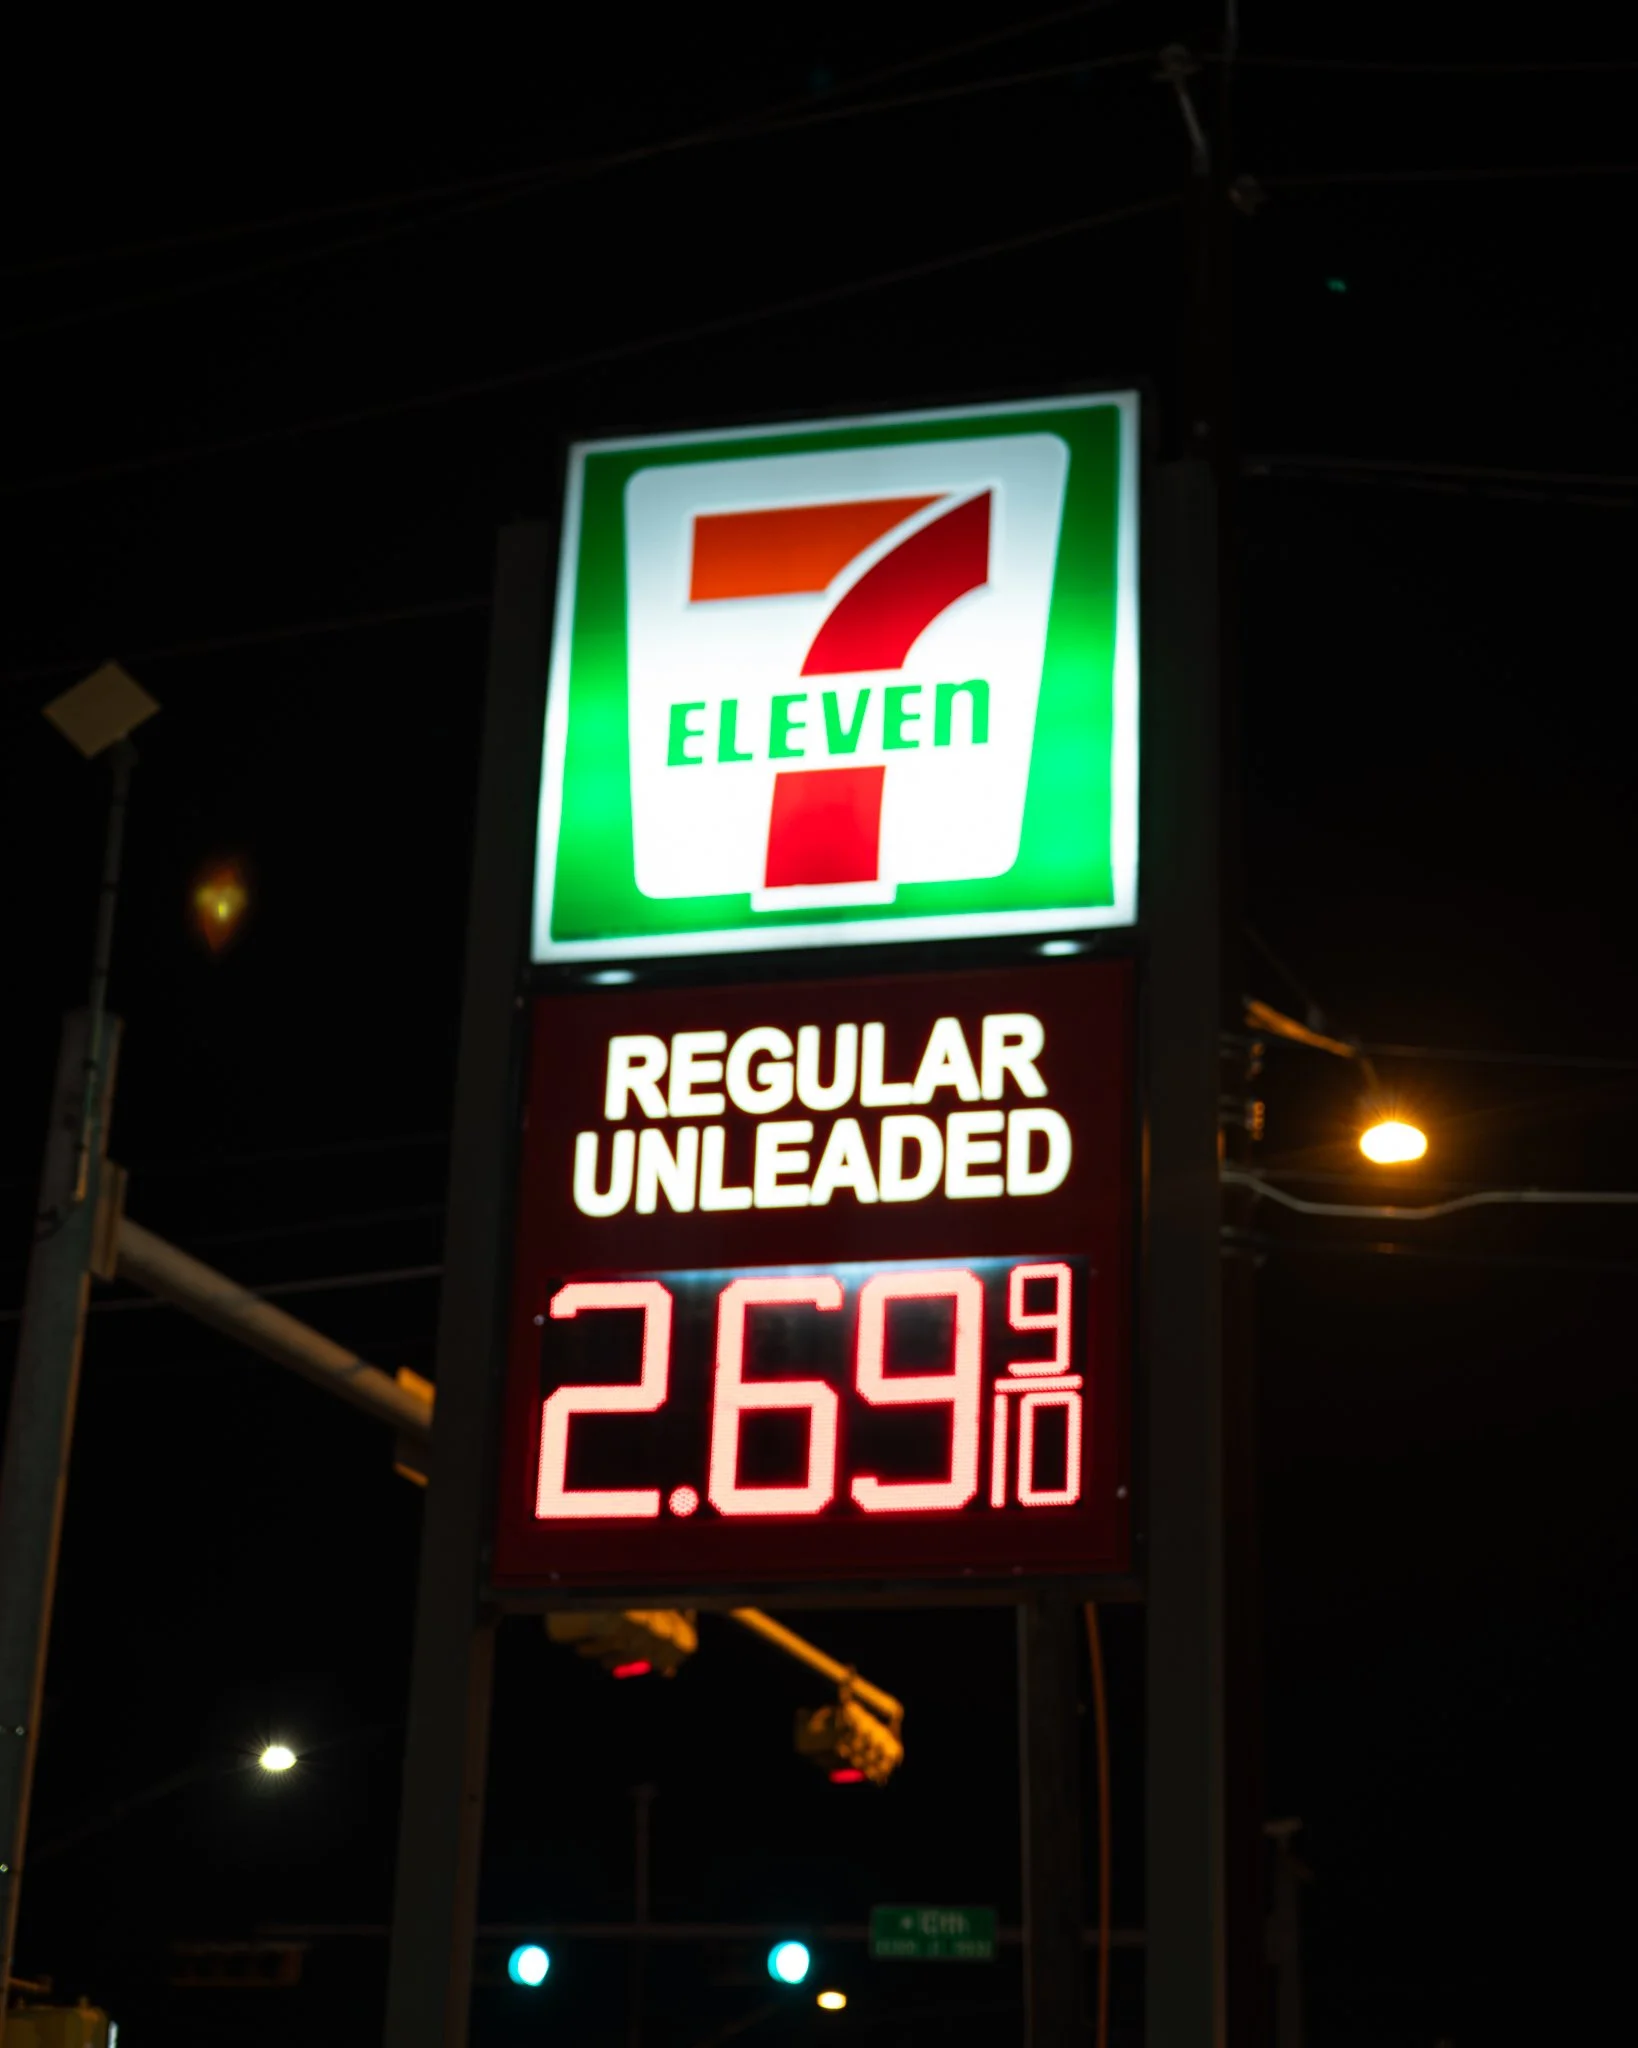 7
ELEVEn
REGULAR
UNLEADED
2.69 9/10